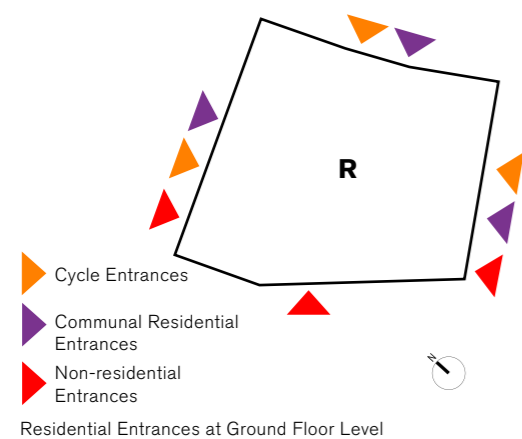 R
Cycle Entrances
Communal Residential
Entrances
N
Non-residential
Entrances
Residential Entrances at Ground Floor Level